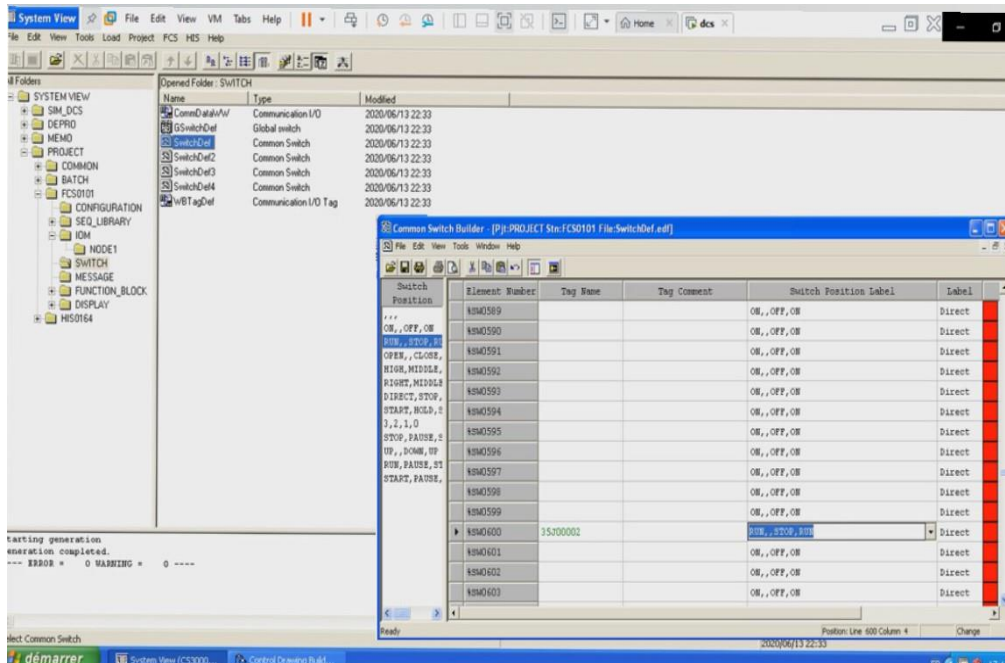 System View File Edit View VM Tabs Help Home dcs
File Edit View Tools Load Project FCS HIS Help
All Folders Opened Folder : SWITCH
Name Type Modified
SYSTEM VIEW
SIM_DCS
DEPRO
MEMO
PROJECT
COMMON
BATCH
FCS0101
CONFIGURATION
SEQ_LIBRARY
IOM
NODE1
SWITCH
MESSAGE
FUNCTION_BLOCK
DISPLAY
HIS0164
CommDataWW Communication I/O 2020/06/13 22:33
GSwitchDef Global switch 2020/06/13 22:33
SwitchDef Common Switch 2020/06/13 22:33
SwitchDef2 Common Switch 2020/06/13 22:33
SwitchDef3 Common Switch 2020/06/13 22:33
SwitchDef4 Common Switch 2020/06/13 22:33
WBTagDef Communication I/O Tag 2020/06/13 22:33
Common Switch Builder - [Pjt:PROJECT Stn:FCS0101 File:SwitchDef.edf]
File Edit View Tools Window Help
Switch
Position
,,,
ON,,OFF,ON
RUN,,STOP,RU
OPEN,,CLOSE,
HIGH,MIDDLE,
RIGHT,MIDDLE
DIRECT,STOP,
START,HOLD,S
3,2,1,0
STOP,PAUSE,S
UP,,DOWN,UP
RUN,PAUSE,ST
START,PAUSE,
Element Number Tag Name Tag Comment Switch Position Label Label
%SW0589 ON,,OFF,ON Direct
%SW0590 ON,,OFF,ON Direct
%SW0591 ON,,OFF,ON Direct
%SW0592 ON,,OFF,ON Direct
%SW0593 ON,,OFF,ON Direct
%SW0594 ON,,OFF,ON Direct
%SW0595 ON,,OFF,ON Direct
%SW0596 ON,,OFF,ON Direct
%SW0597 ON,,OFF,ON Direct
%SW0598 ON,,OFF,ON Direct
%SW0599 ON,,OFF,ON Direct
%SW0600 35J00002 RUN,,STOP,RUN Direct
%SW0601 ON,,OFF,ON Direct
%SW0602 ON,,OFF,ON Direct
%SW0603 ON,,OFF,ON Direct
Ready Position: Line 600 Column 4 Change
tarting generation
eneration completed.
--- ERROR = 0 WARNING = 0 ----
elect Common Switch 2020/06/13 22:33
démarrer System View (CS3000... Control Drawing Build...